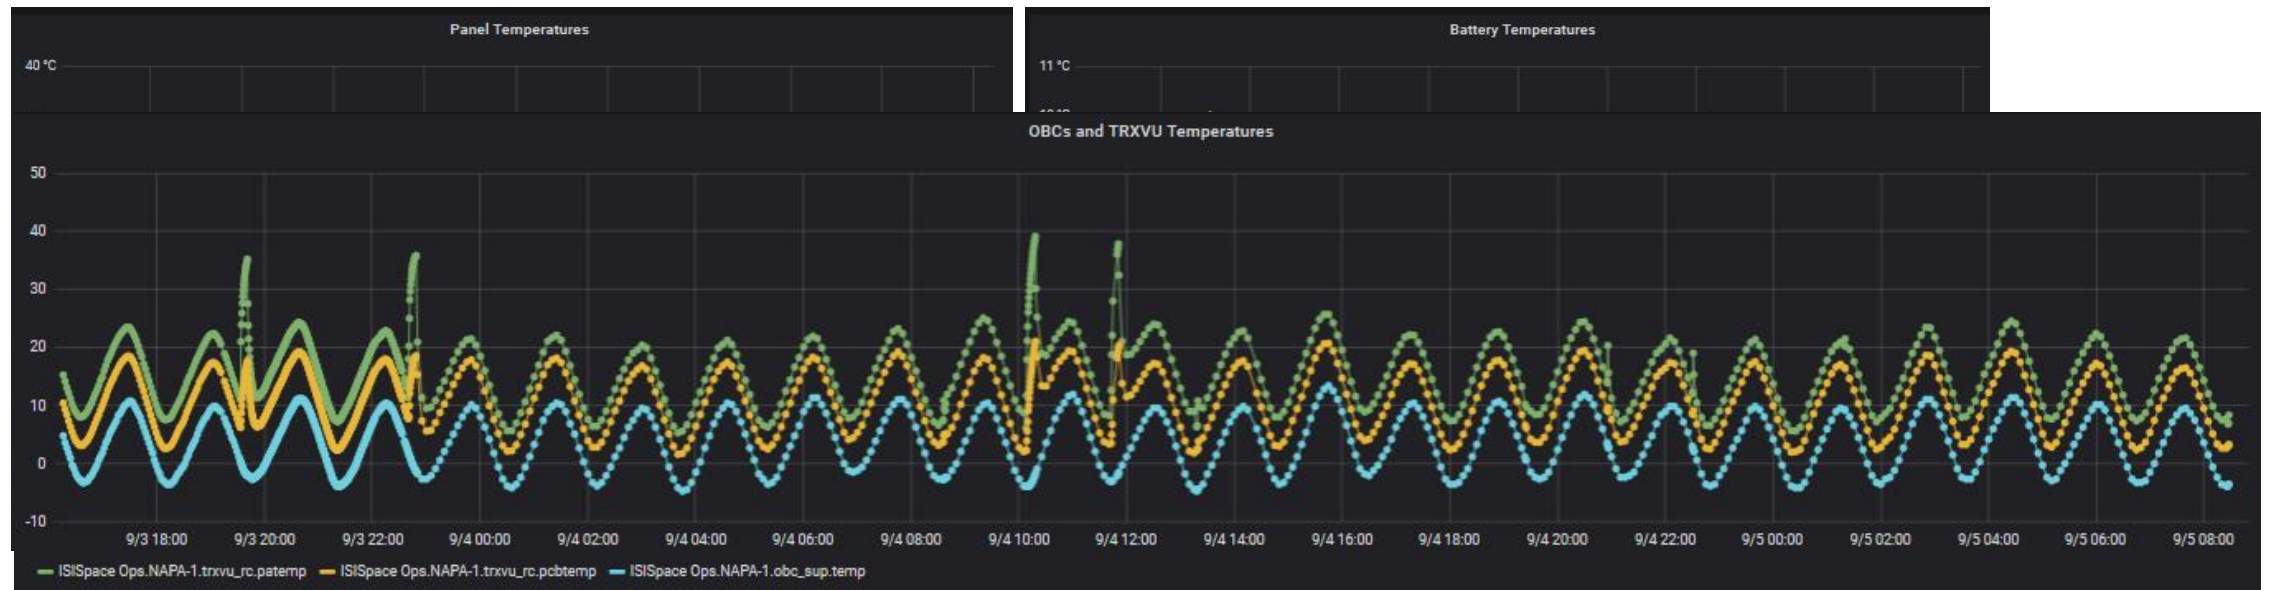 Panel Temperatures
40 °C
Battery Temperatures
11 °C
OBCs and TRXVU Temperatures
50
40
30
20
10
0
-10
9/3 18:00 9/3 20:00 9/3 22:00 9/4 00:00 9/4 02:00 9/4 04:00 9/4 06:00 9/4 08:00 9/4 10:00 9/4 12:00 9/4 14:00 9/4 16:00 9/4 18:00 9/4 20:00 9/4 22:00 9/5 00:00 9/5 02:00 9/5 04:00 9/5 06:00 9/5 08:00
ISISpace Ops.NAPA-1.trxvu_rc.patemp ISISpace Ops.NAPA-1.trxvu_rc.pcbtemp ISISpace Ops.NAPA-1.obc_sup.temp